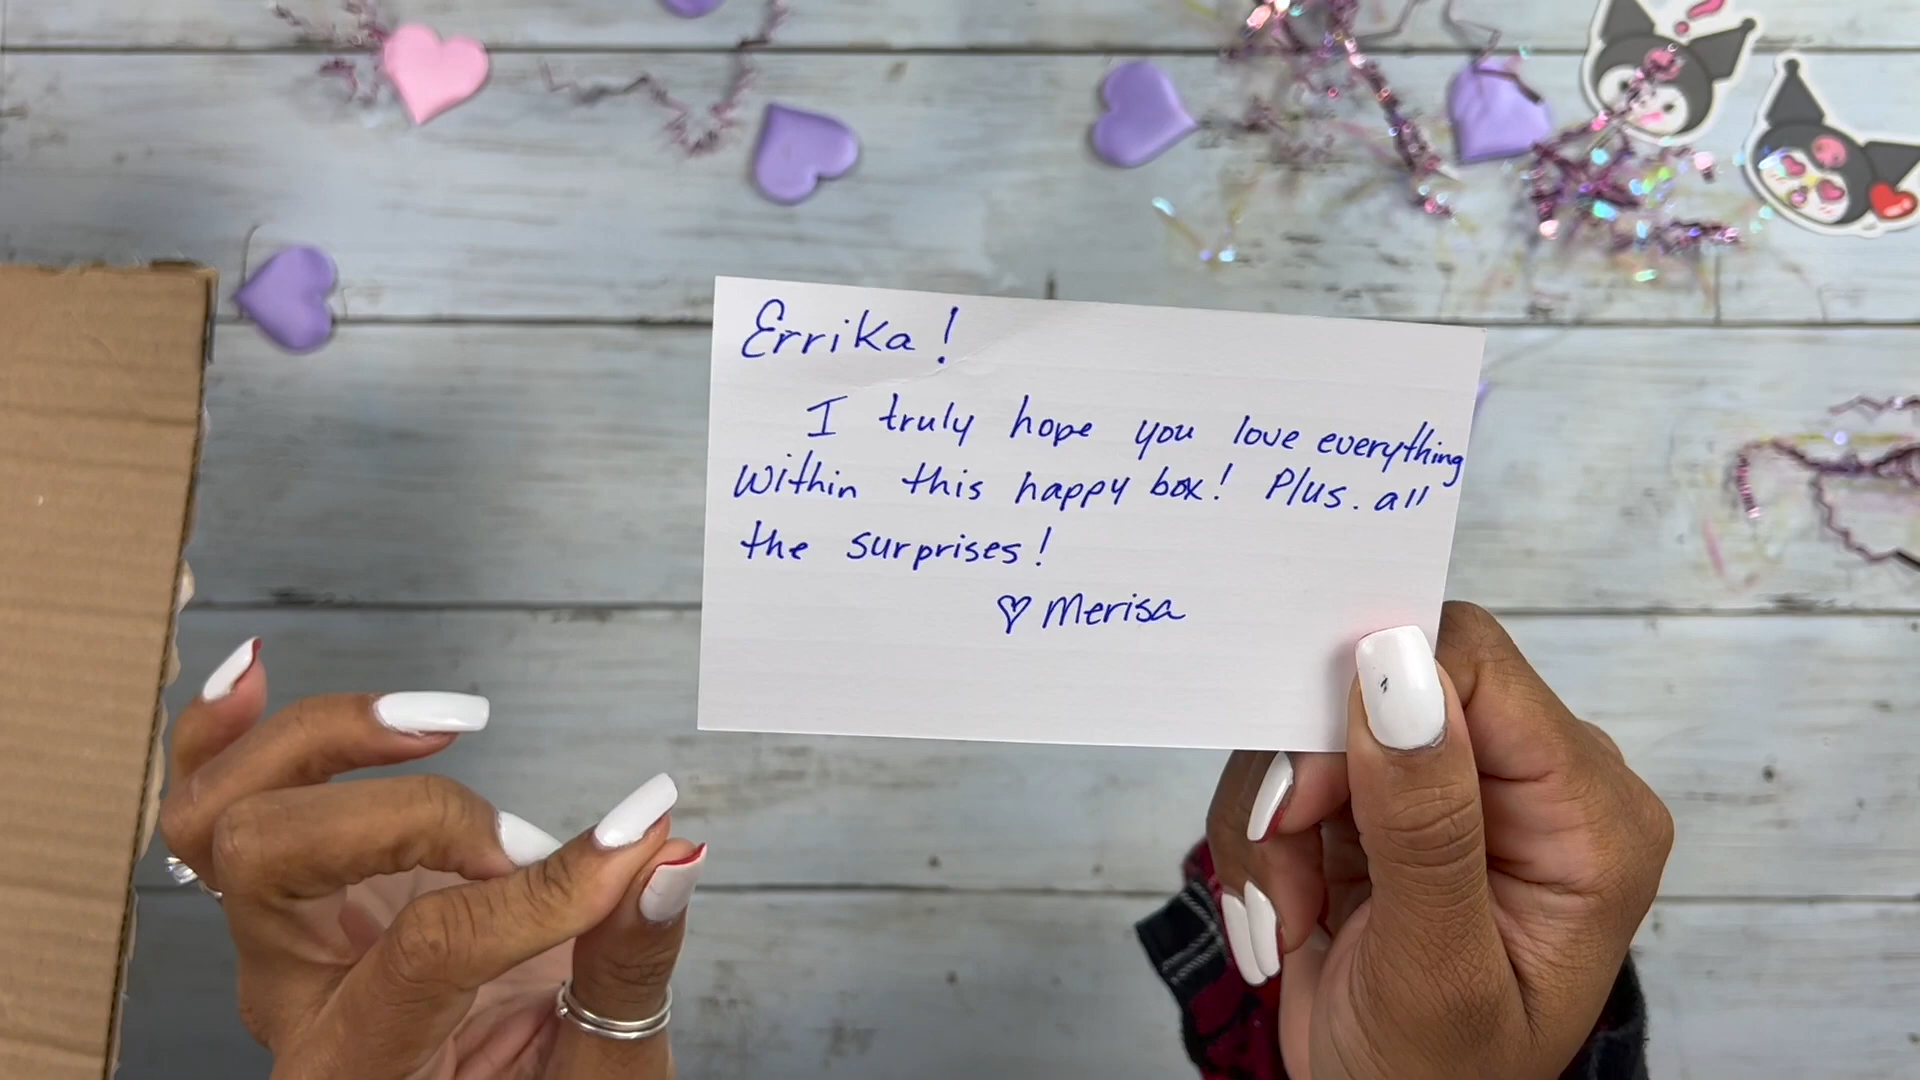 Errika!
I truly hope you love everything
within this happy box! Plus. all
the surprises!
♡ Merisa